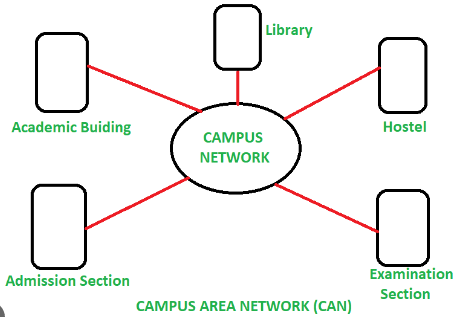 Library
Academic Buiding
Hostel
CAMPUS
NETWORK
Admission Section
Examination
Section
CAMPUS AREA NETWORK (CAN)